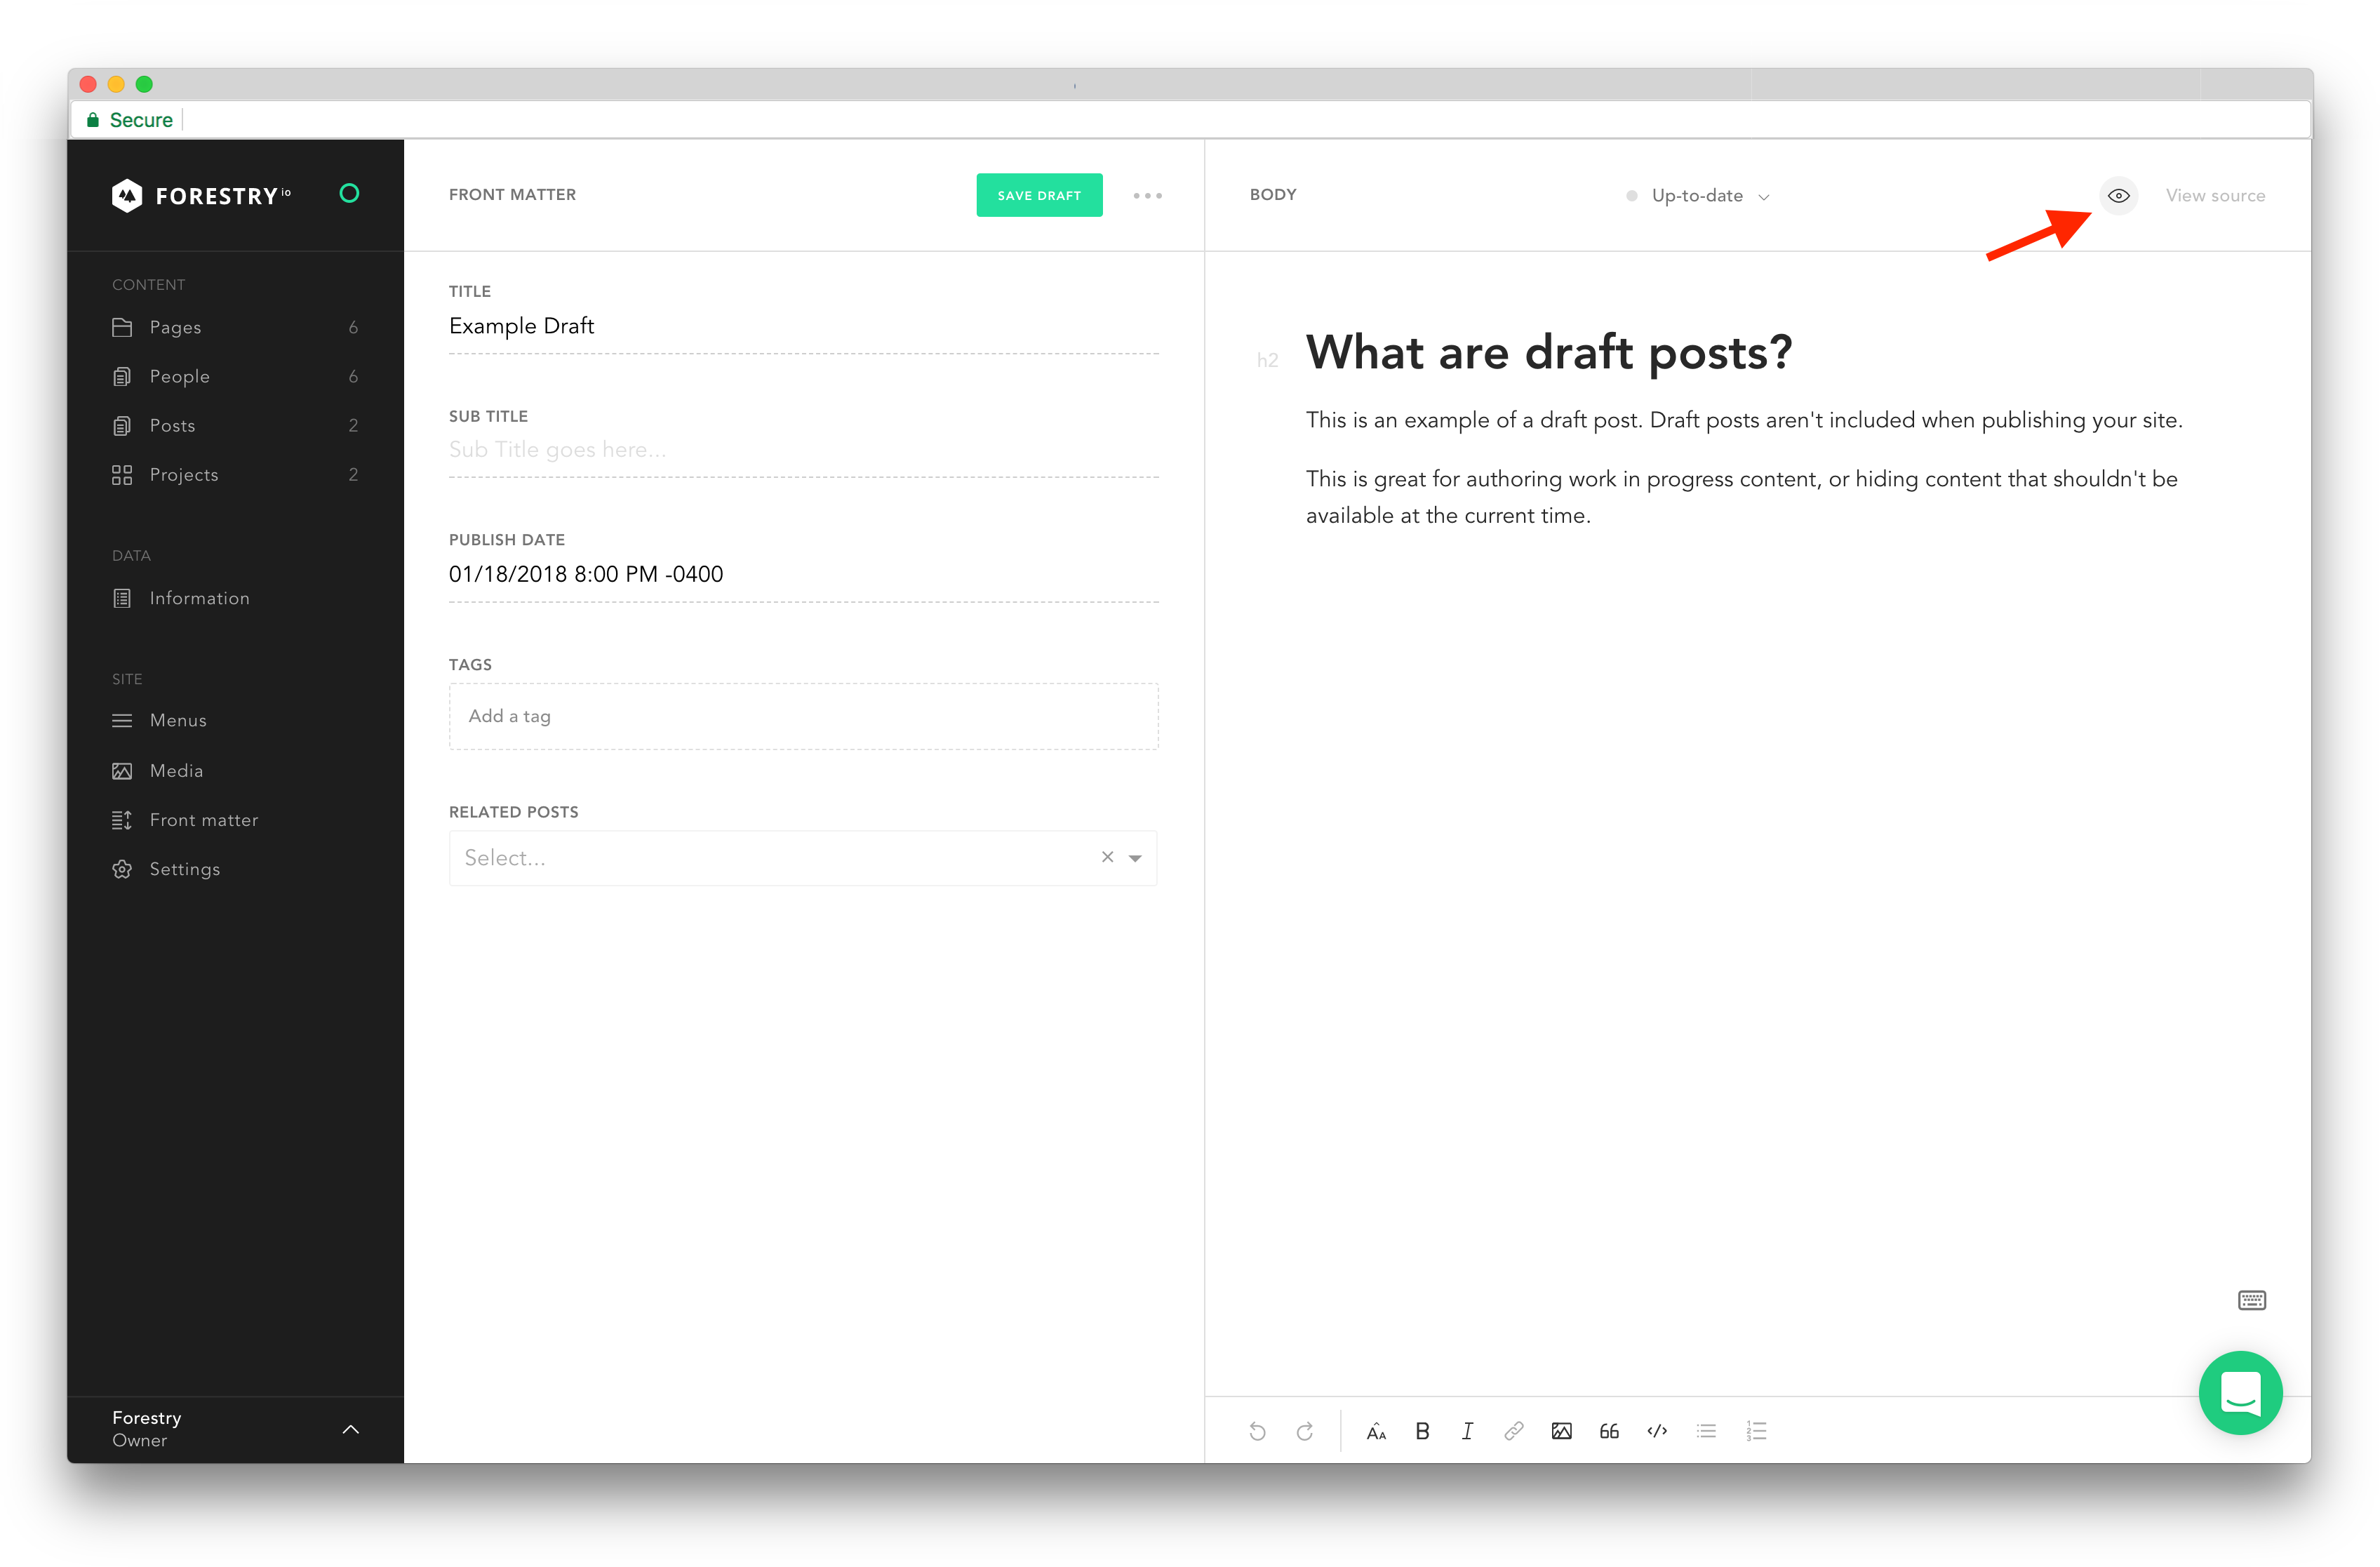 Secure
FORESTRY io
CONTENT
Pages 6
People 6
Posts 2
Projects 2
DATA
Information
SITE
Menus
Media
Front matter
Settings
Forestry
Owner
FRONT MATTER
SAVE DRAFT
TITLE
Example Draft
SUB TITLE
Sub Title goes here...
PUBLISH DATE
01/18/2018 8:00 PM -0400
TAGS
Add a tag
RELATED POSTS
Select...
BODY
Up-to-date
View source
h2 What are draft posts?
This is an example of a draft post. Draft posts aren't included when publishing your site.
This is great for authoring work in progress content, or hiding content that shouldn't be
available at the current time.